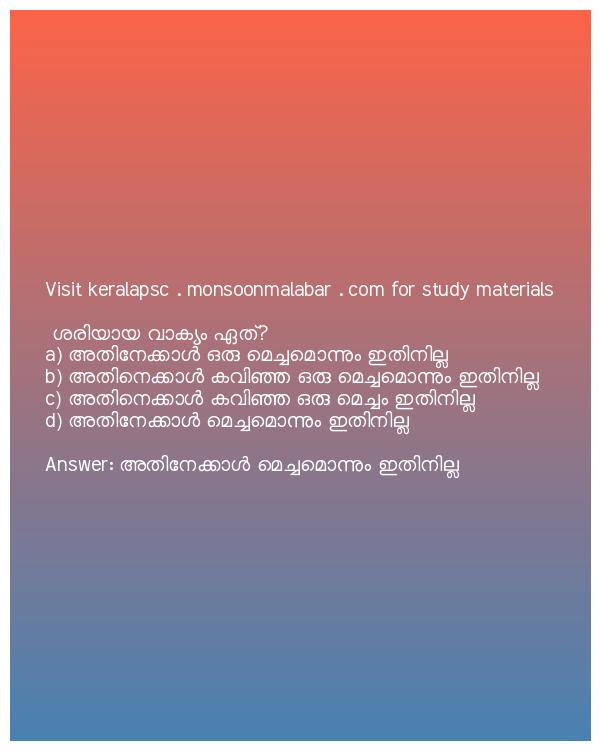 Visit keralapsc . monsoonmalabar . com for study materials
ശരിയായ വാക്യം ഏത്?
a) അതിനേക്കാൾ ഒരു മെച്ചമൊന്നും ഇതിനില്ല
b) അതിനെക്കാൾ കവിഞ്ഞ ഒരു മെച്ചമൊന്നും ഇതിനില്ല
c) അതിനെക്കാൾ കവിഞ്ഞ ഒരു മെച്ചം ഇതിനില്ല
d) അതിനേക്കാൾ മെച്ചമൊന്നും ഇതിനില്ല
Answer: അതിനേക്കാൾ മെച്ചമൊന്നും ഇതിനില്ല